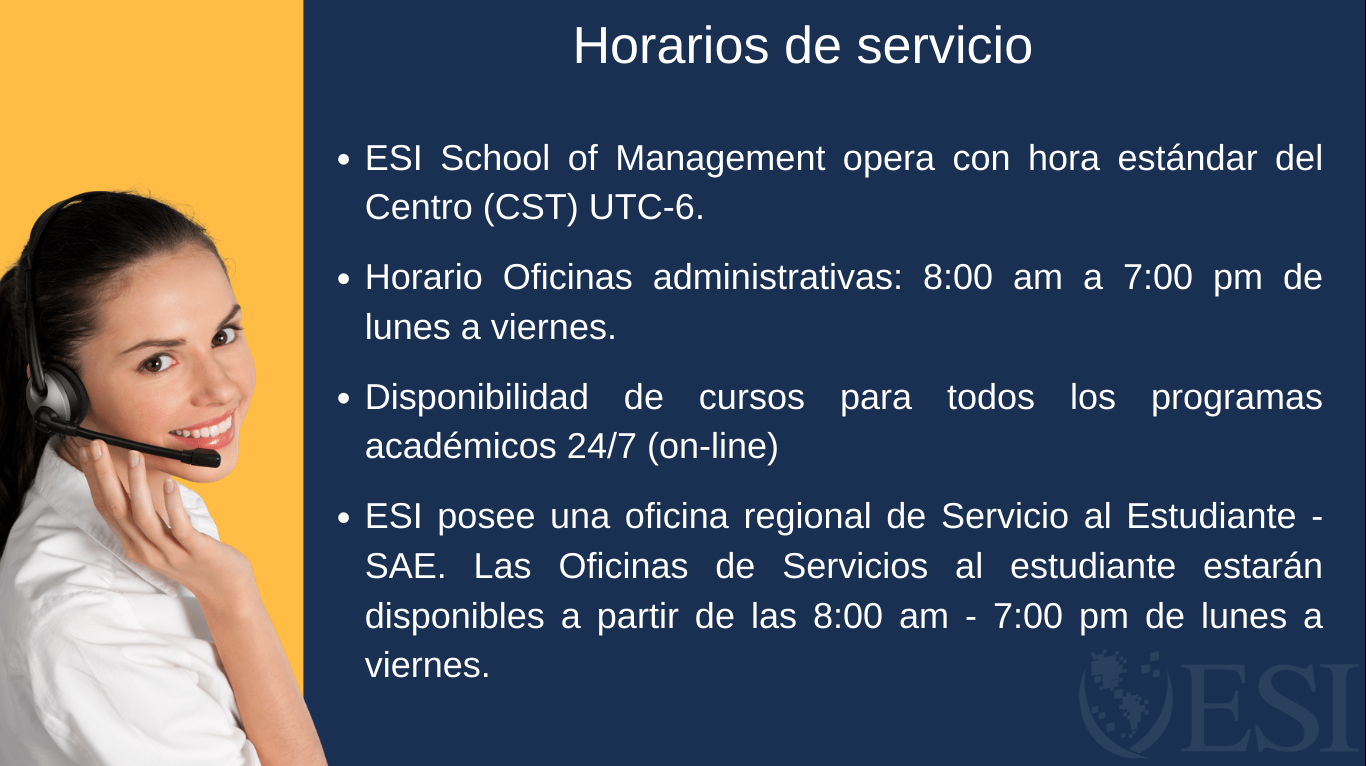 Horarios de servicio
• ESI School of Management opera con hora estándar del
Centro (CST) UTC-6.
• Horario Oficinas administrativas: 8:00 am a 7:00 pm de
lunes a viernes.
• Disponibilidad de cursos para todos los programas
académicos 24/7 (on-line)
• ESI posee una oficina regional de Servicio al Estudiante -
SAE. Las Oficinas de Servicios al estudiante estarán
disponibles a partir de las 8:00 am - 7:00 pm de lunes a
viernes.
ESI